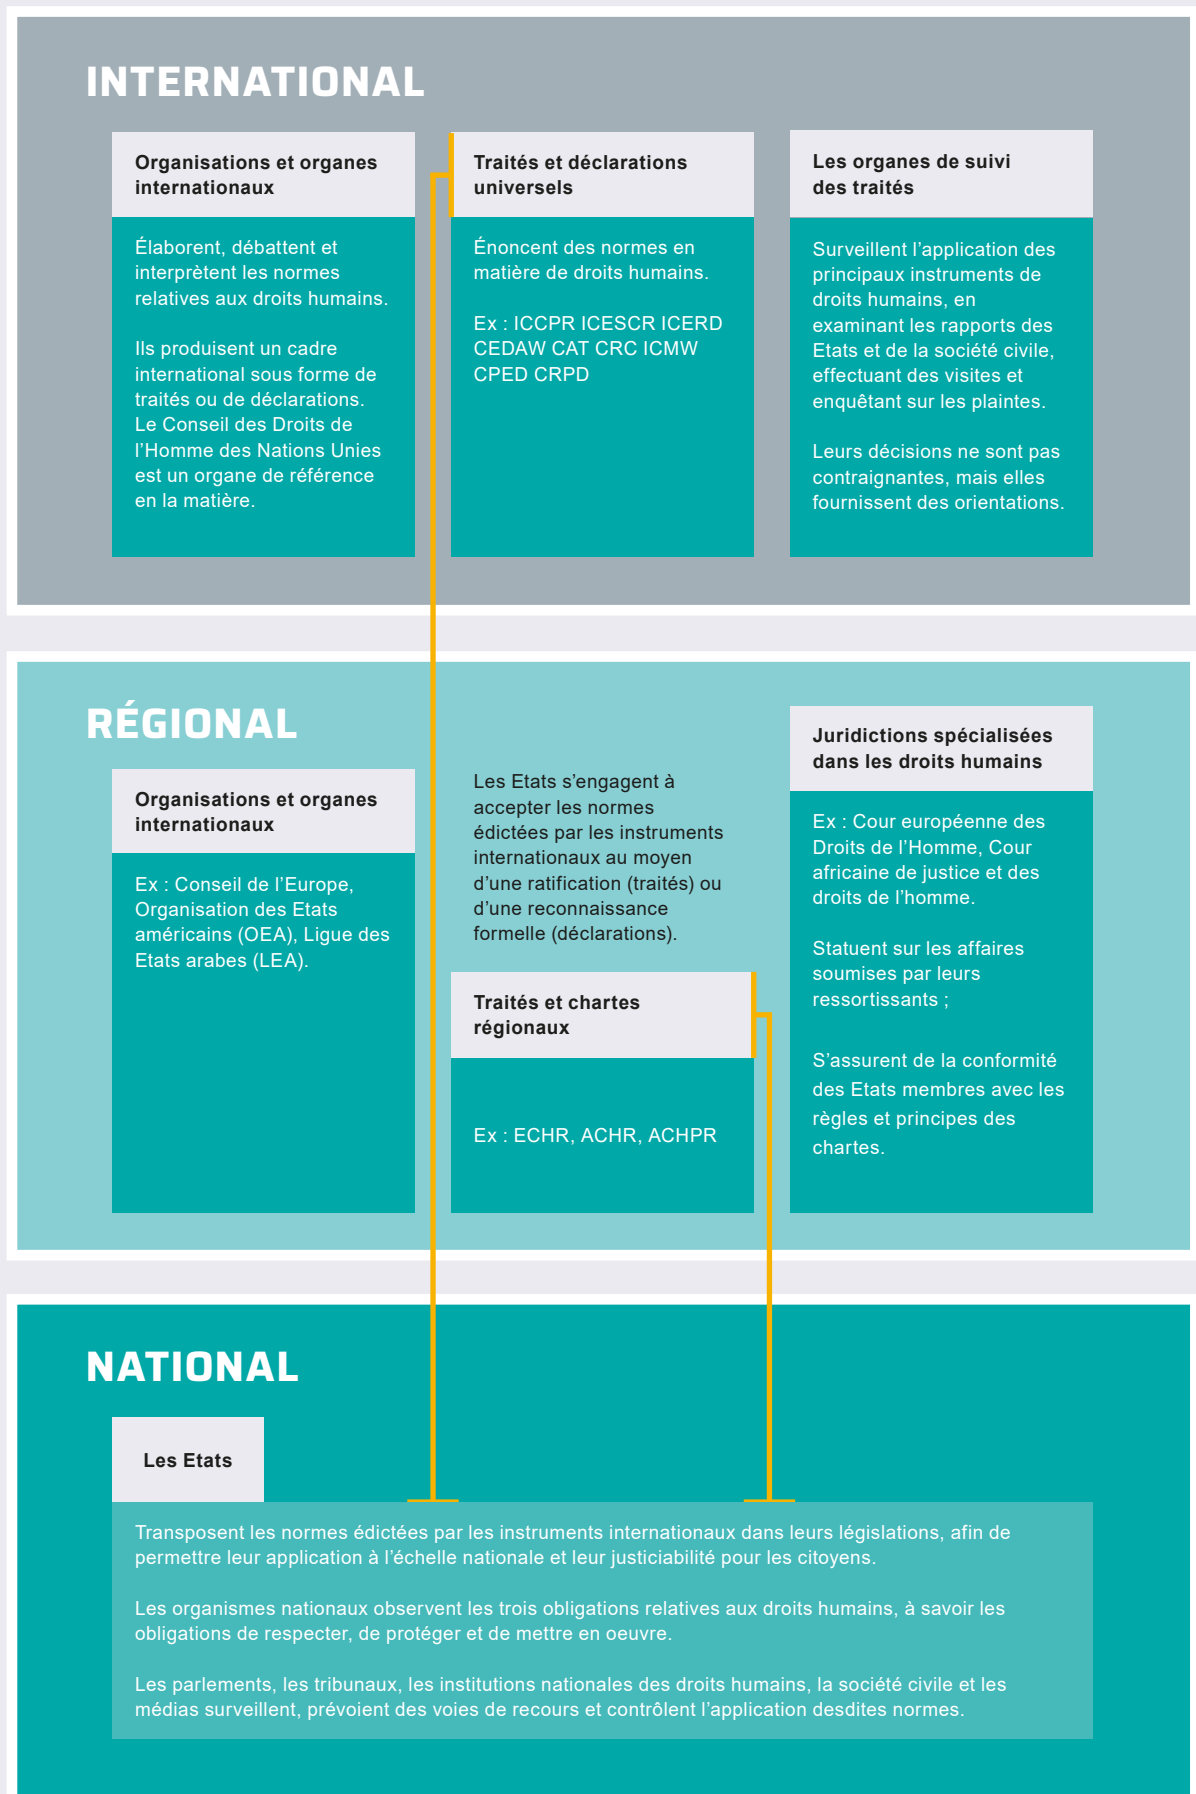 INTERNATIONAL
Organisations et organes
internationaux
Élaborent, débattent et
interprètent les normes
relatives aux droits humains.
Ils produisent un cadre
international sous forme de
traités ou de déclarations.
Le Conseil des Droits de
l’Homme des Nations Unies
est un organe de référence
en la matière.
Traités et déclarations
universels
Énoncent des normes en
matière de droits humains.
Ex : ICCPR ICESCR ICERD
CEDAW CAT CRC ICMW
CPED CRPD
Les organes de suivi
des traités
Surveillent l’application des
principaux instruments de
droits humains, en
examinant les rapports des
Etats et de la société civile,
effectuant des visites et
enquêtant sur les plaintes.
Leurs décisions ne sont pas
contraignantes, mais elles
fournissent des orientations.
RÉGIONAL
Organisations et organes
internationaux
Ex : Conseil de l’Europe,
Organisation des Etats
américains (OEA), Ligue des
Etats arabes (LEA).
Les Etats s’engagent à
accepter les normes
édictées par les instruments
internationaux au moyen
d’une ratification (traités) ou
d’une reconnaissance
formelle (déclarations).
Traités et chartes
régionaux
Ex : ECHR, ACHR, ACHPR
Juridictions spécialisées
dans les droits humains
Ex : Cour européenne des
Droits de l’Homme, Cour
africaine de justice et des
droits de l’homme.
Statuent sur les affaires
soumises par leurs
ressortissants ;
S’assurent de la conformité
des Etats membres avec les
règles et principes des
chartes.
NATIONAL
Les Etats
Transposent les normes édictées par les instruments internationaux dans leurs législations, afin de
permettre leur application à l’échelle nationale et leur justiciabilité pour les citoyens.
Les organismes nationaux observent les trois obligations relatives aux droits humains, à savoir les
obligations de respecter, de protéger et de mettre en oeuvre.
Les parlements, les tribunaux, les institutions nationales des droits humains, la société civile et les
médias surveillent, prévoient des voies de recours et contrôlent l’application desdites normes.